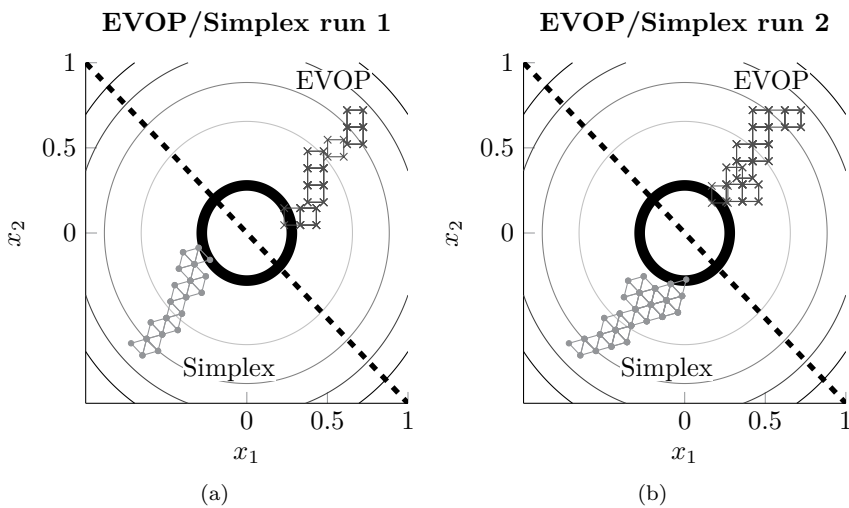 EVOP/Simplex run 1
EVOP
Simplex
1
0.5
0
x2
0
0.5
1
x1
(a)
EVOP/Simplex run 2
EVOP
Simplex
1
0.5
0
x2
0
0.5
1
x1
(b)